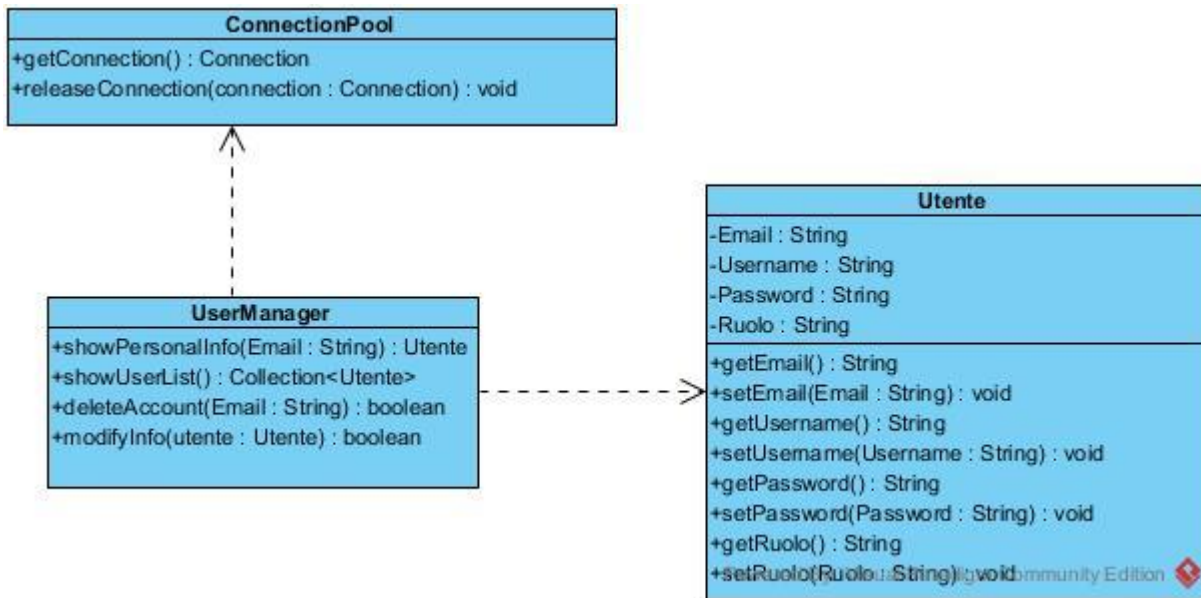 ConnectionPool
+getConnection() : Connection
+releaseConnection(connection : Connection) : void
UserManager
+showPersonalInfo(Email : String) : Utente
+showUserList() : Collection<Utente>
+deleteAccount(Email : String) : boolean
+modifyInfo(utente : Utente) : boolean
Utente
-Email : String
-Username : String
-Password : String
-Ruolo : String
+getEmail() : String
+setEmail(Email : String) : void
+getUsername() : String
+setUsername(Username : String) : void
+getPassword() : String
+setPassword(Password : String) : void
+getRuolo() : String
+setRuolo(Ruolo : String) : void
Community Edition